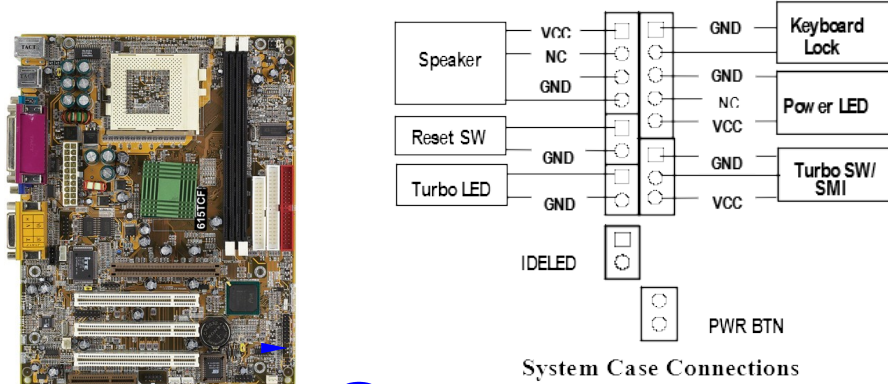 615TCF
Speaker
VCC
NC
GND
Reset SW
GND
Turbo LED
GND
GND
Keyboard
Lock
GND
NC
VCC
Power LED
GND
VCC
Turbo SW/
SMI
IDELED
PWR BTN
System Case Connections